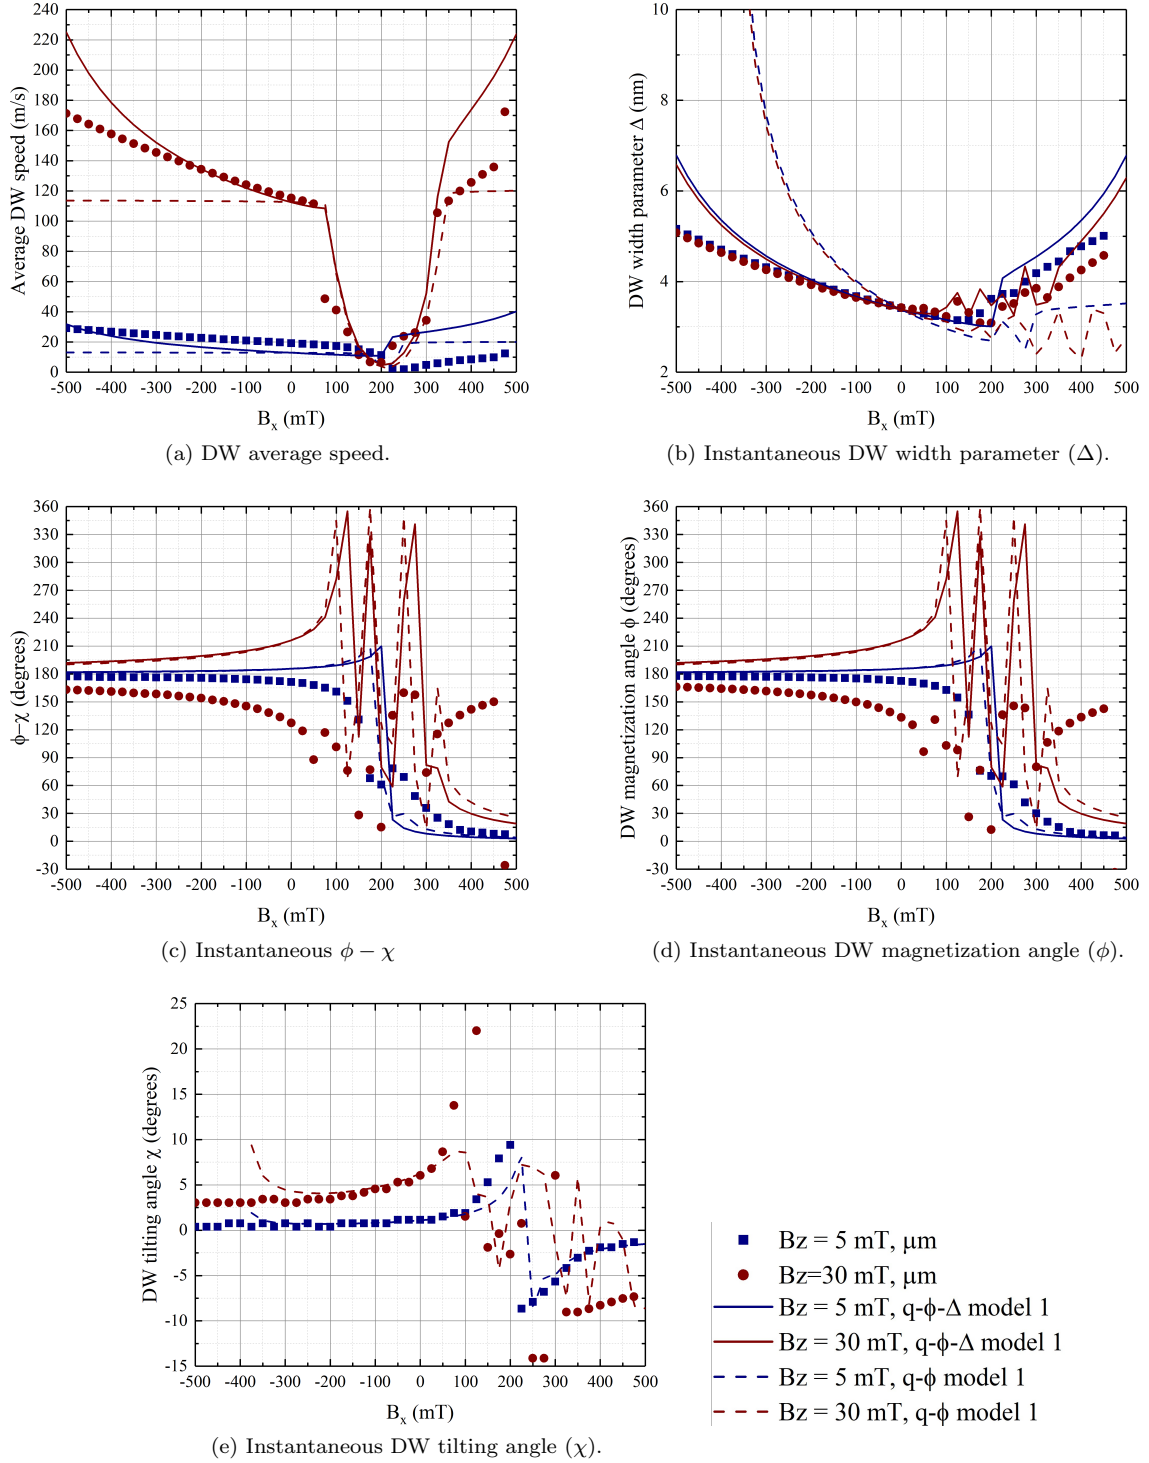 240
220
200
180
160
140
120
100
80
60
40
20
0
Average DW speed (m/s)
-500 -400 -300 -200 -100 0 100 200 300 400 500
Bx (mT)
(a) DW average speed.
10
8
6
4
2
DW width parameter Δ (nm)
-500 -400 -300 -200 -100 0 100 200 300 400 500
Bx (mT)
(b) Instantaneous DW width parameter (Δ).
360
330
300
270
240
210
180
150
120
90
60
30
0
-30
ϕ–χ (degrees)
-500 -400 -300 -200 -100 0 100 200 300 400 500
Bx (mT)
(c) Instantaneous ϕ − χ
360
330
300
270
240
210
180
150
120
90
60
30
0
-30
DW magnetization angle ϕ (degrees)
-500 -400 -300 -200 -100 0 100 200 300 400 500
Bx (mT)
(d) Instantaneous DW magnetization angle (ϕ).
25
20
15
10
5
0
-5
-10
-15
DW tilting angle χ (degrees)
-500 -400 -300 -200 -100 0 100 200 300 400 500
Bx (mT)
(e) Instantaneous DW tilting angle (χ).
Bz = 5 mT, μm
Bz=30 mT, μm
Bz = 5 mT, q-ϕ-Δ model 1
Bz = 30 mT, q-ϕ-Δ model 1
Bz = 5 mT, q-ϕ model 1
Bz = 30 mT, q-ϕ model 1